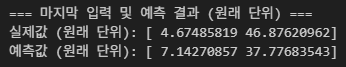 === 마지막 입력 및 예측 결과 (원래 단위) ===
실제값 (원래 단위): [ 4.67485819 46.87620962]
예측값 (원래 단위): [ 7.14270857 37.77683543]